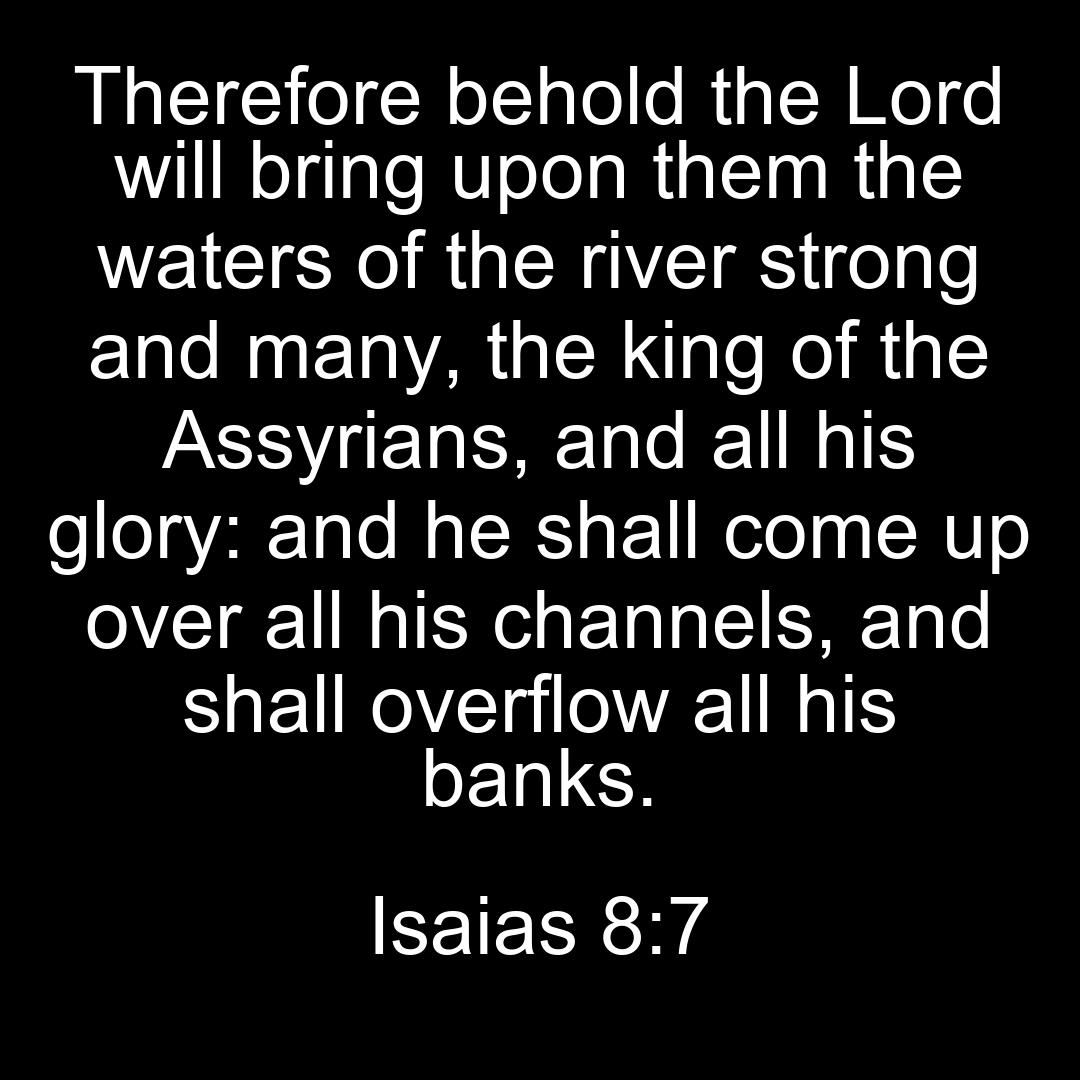 Therefore behold the Lord
will bring upon them the
waters of the river strong
and many, the king of the
Assyrians, and all his
glory: and he shall come up
over all his channels, and
shall overflow all his
banks.
Isaias 8:7